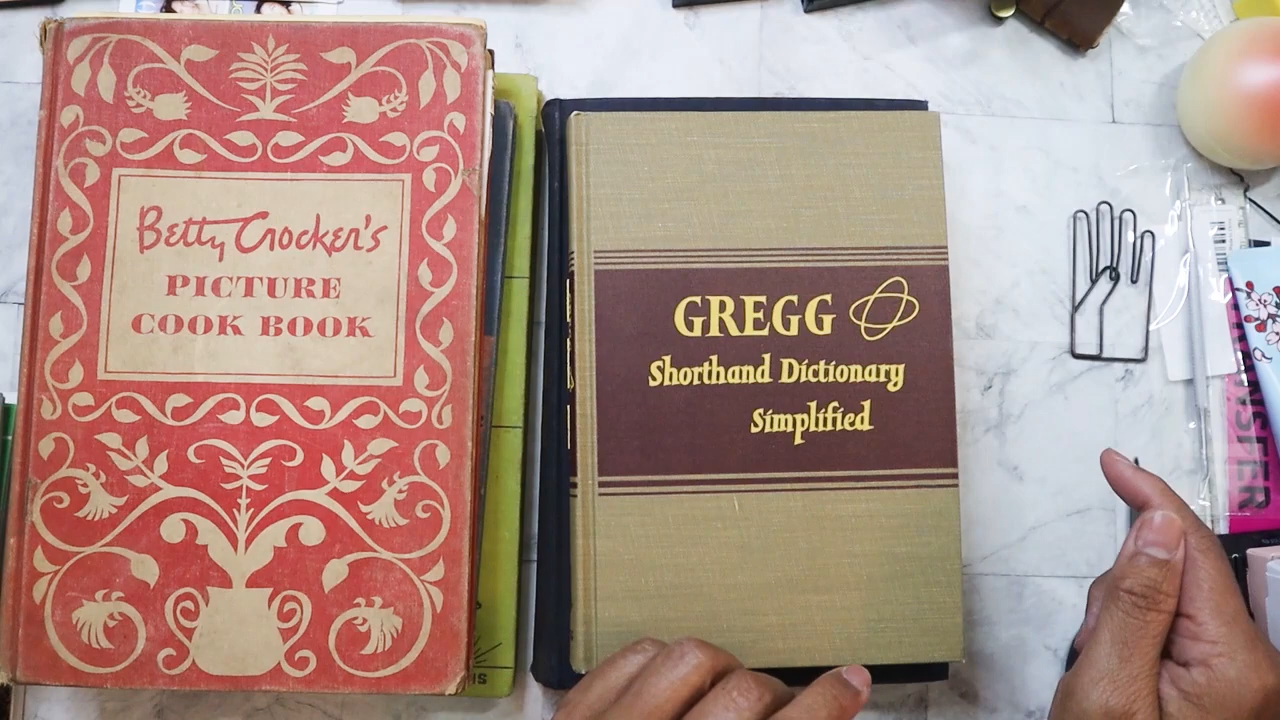 Betty Crocker's
PICTURE
COOK BOOK
GREGG
Shorthand Dictionary
Simplified